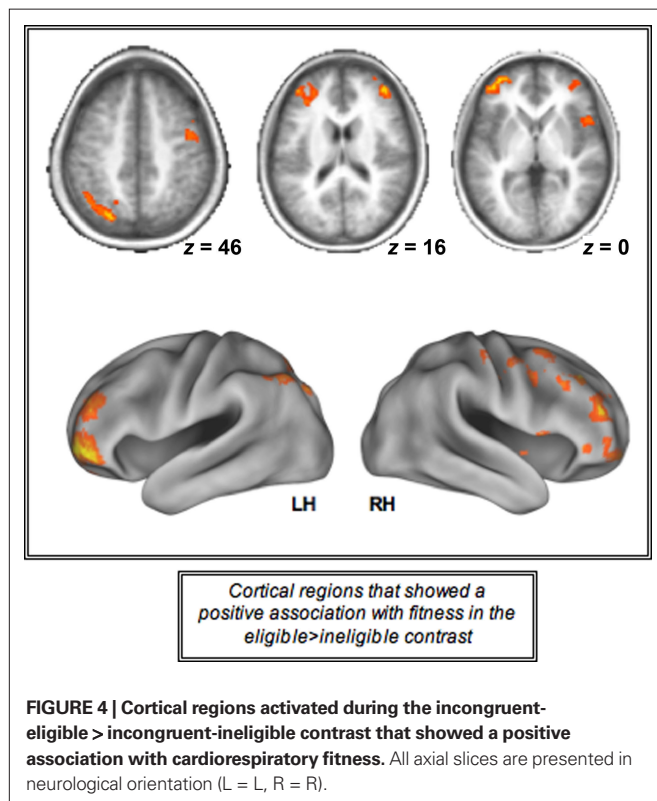 z = 46
z = 16
z = 0
LH
RH
Cortical regions that showed a
positive association with fitness in the
eligible>ineligible contrast
FIGURE 4 | Cortical regions activated during the incongruent-
eligible > incongruent-ineligible contrast that showed a positive
association with cardiorespiratory fitness. All axial slices are presented in
neurological orientation (L = L, R = R).